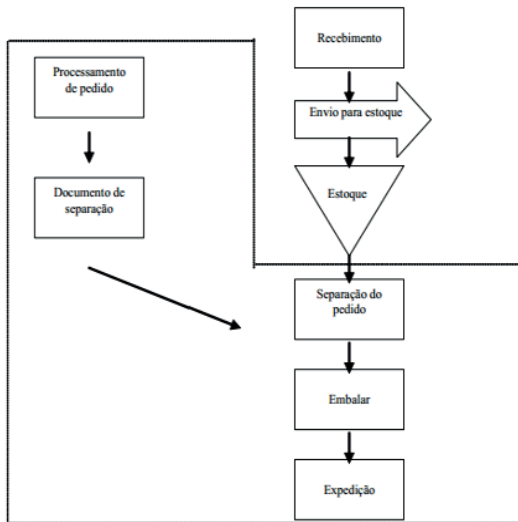 Recebimento
Processamento
de pedido
Envio para estoque
Documento de
separação
Estoque
Separação do
pedido
Embalar
Expedição